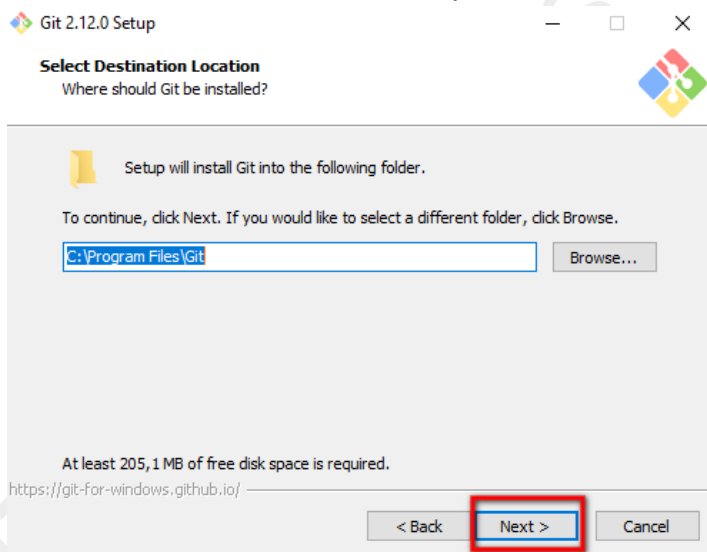 Git 2.12.0 Setup
Select Destination Location
Where should Git be installed?
Setup will install Git into the following folder.
To continue, click Next. If you would like to select a different folder, click Browse.
C:\Program Files\Git
Browse...
At least 205,1 MB of free disk space is required.
https://git-for-windows.github.io/
< Back
Next >
Cancel